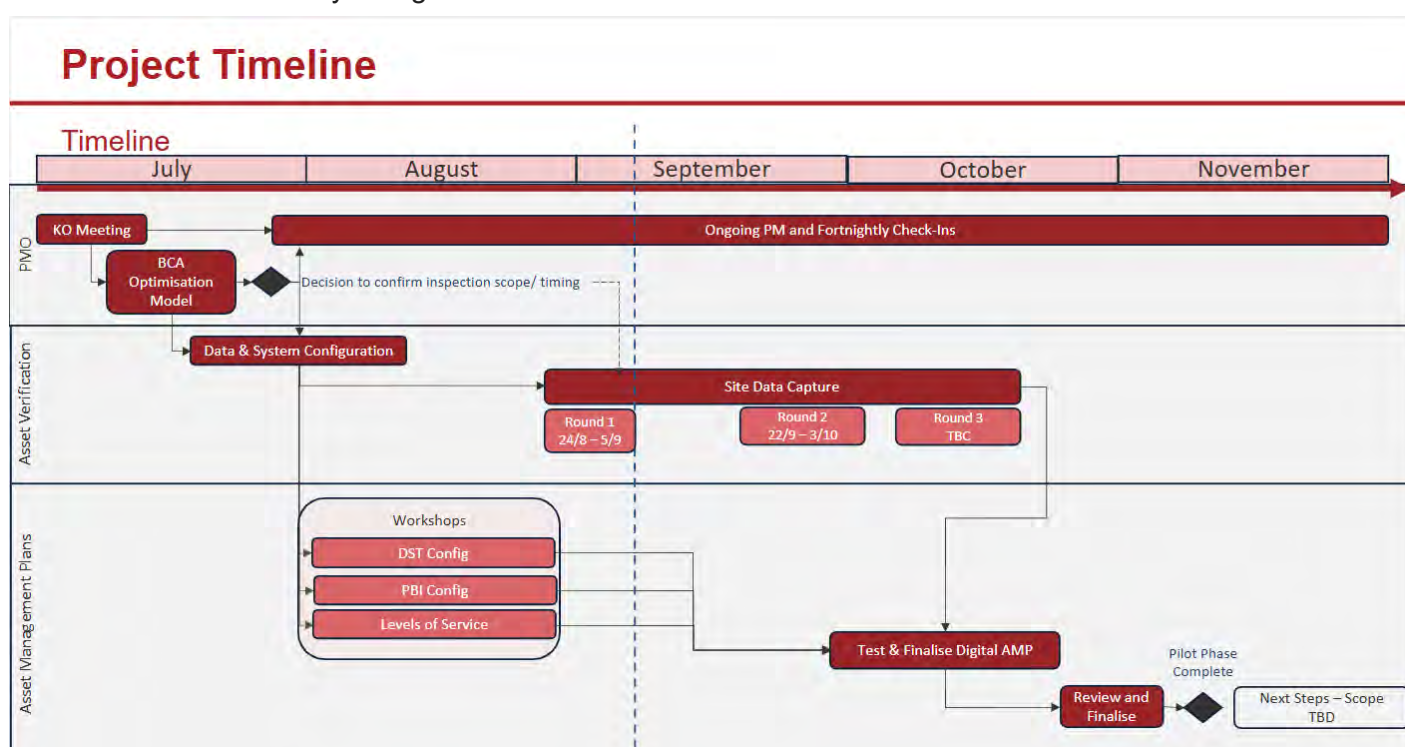 Project Timeline
Timeline
July
August
September
October
November
PMO
KO Meeting
Ongoing PM and Fortnightly Check-Ins
BCA
Optimisation
Model
Decision to confirm inspection scope/ timing
Asset Verification
Data & System Configuration
Site Data Capture
Round 1
24/8 – 5/9
Round 2
22/9 – 3/10
Round 3
TBC
Asset Management Plans
Workshops
DST Config
PBI Config
Levels of Service
Test & Finalise Digital AMP
Pilot Phase
Complete
Review and
Finalise
Next Steps – Scope
TBD